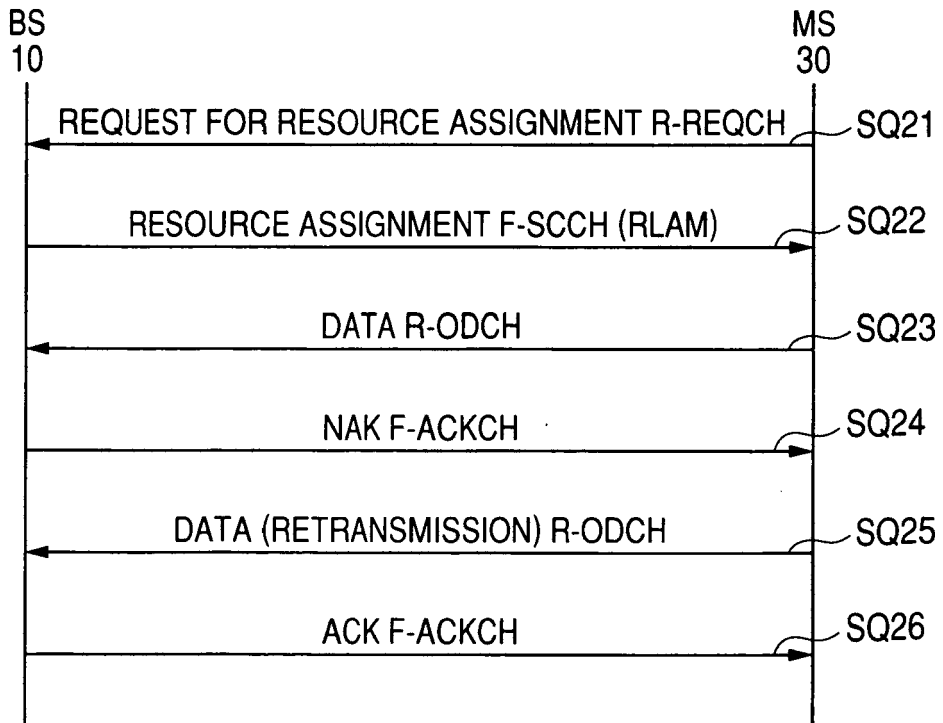 BS
10
MS
30
REQUEST FOR RESOURCE ASSIGNMENT R-REQCH
SQ21
RESOURCE ASSIGNMENT F-SCCH (RLAM)
SQ22
DATA R-ODCH
SQ23
NAK F-ACKCH
SQ24
DATA (RETRANSMISSION) R-ODCH
SQ25
ACK F-ACKCH
SQ26